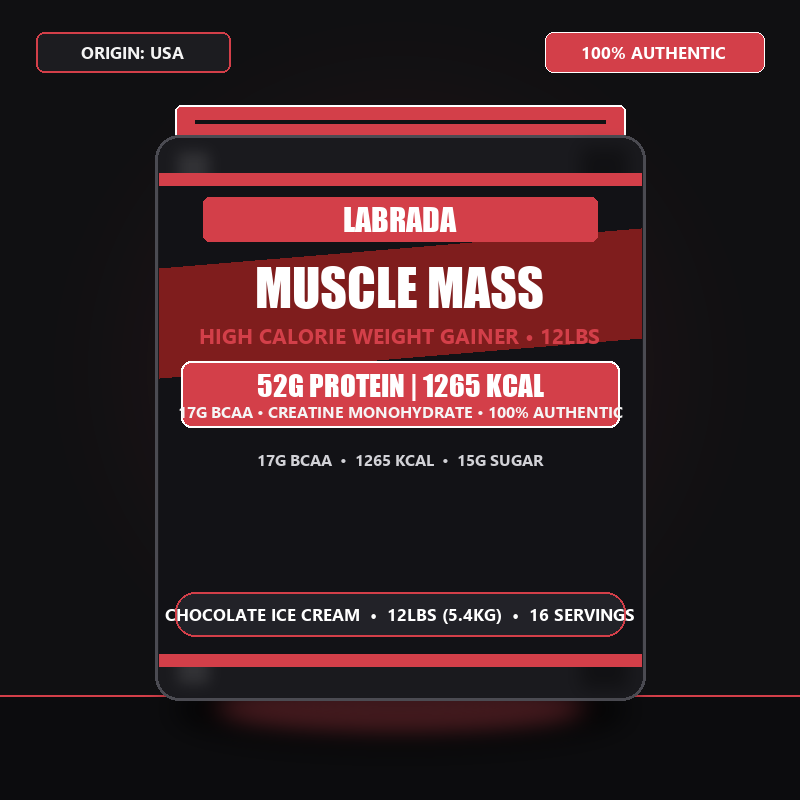 ORIGIN: USA
100% AUTHENTIC
LABRADA
MUSCLE MASS
HIGH CALORIE WEIGHT GAINER • 12LBS
52G PROTEIN | 1265 KCAL
17G BCAA • CREATINE MONOHYDRATE • 100% AUTHENTIC
17G BCAA • 1265 KCAL • 15G SUGAR
CHOCOLATE ICE CREAM • 12LBS (5.4KG) • 16 SERVINGS